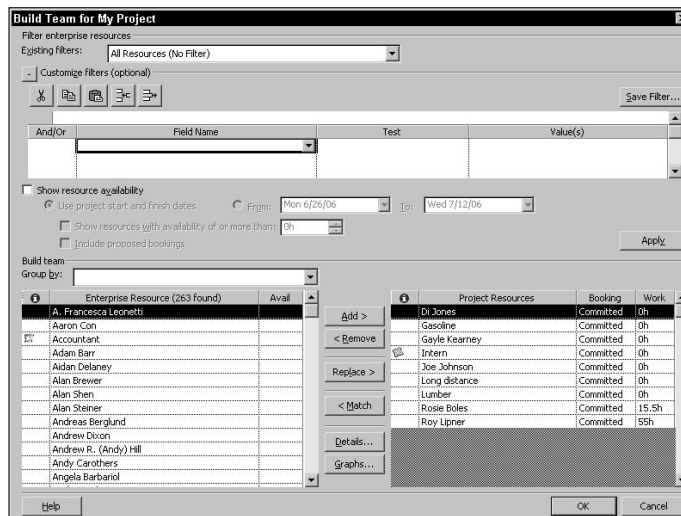 Build Team for My Project
Filter enterprise resources
Existing filters: All Resources (No Filter)
- Customize filters (optional)
Save Filter...
And/Or Field Name Test Value(s)
Show resource availability
Use project start and finish dates From: Mon 6/26/06 To: Wed 7/12/06
Show resources with availability of or more than: 0h
Include proposed bookings
Apply
Build team
Group by:
Enterprise Resource (263 found) Avail
A. Francesca Leonetti
Aaron Con
Accountant
Adam Barr
Aidan Delaney
Alan Brewer
Alan Shen
Alan Steiner
Andreas Berglund
Andrew Dixon
Andrew R. (Andy) Hill
Andy Carothers
Angela Barbariol
Add >
< Remove
Replace >
< Match
Details...
Graphs...
Project Resources Booking Work
Di Jones Committed 0h
Gasoline Committed 0h
Gayle Kearney Committed 0h
Intern Committed 0h
Joe Johnson Committed 0h
Long distance Committed 0h
Lumber Committed 0h
Rosie Boles Committed 15.5h
Roy Lipner Committed 55h
Help OK Cancel